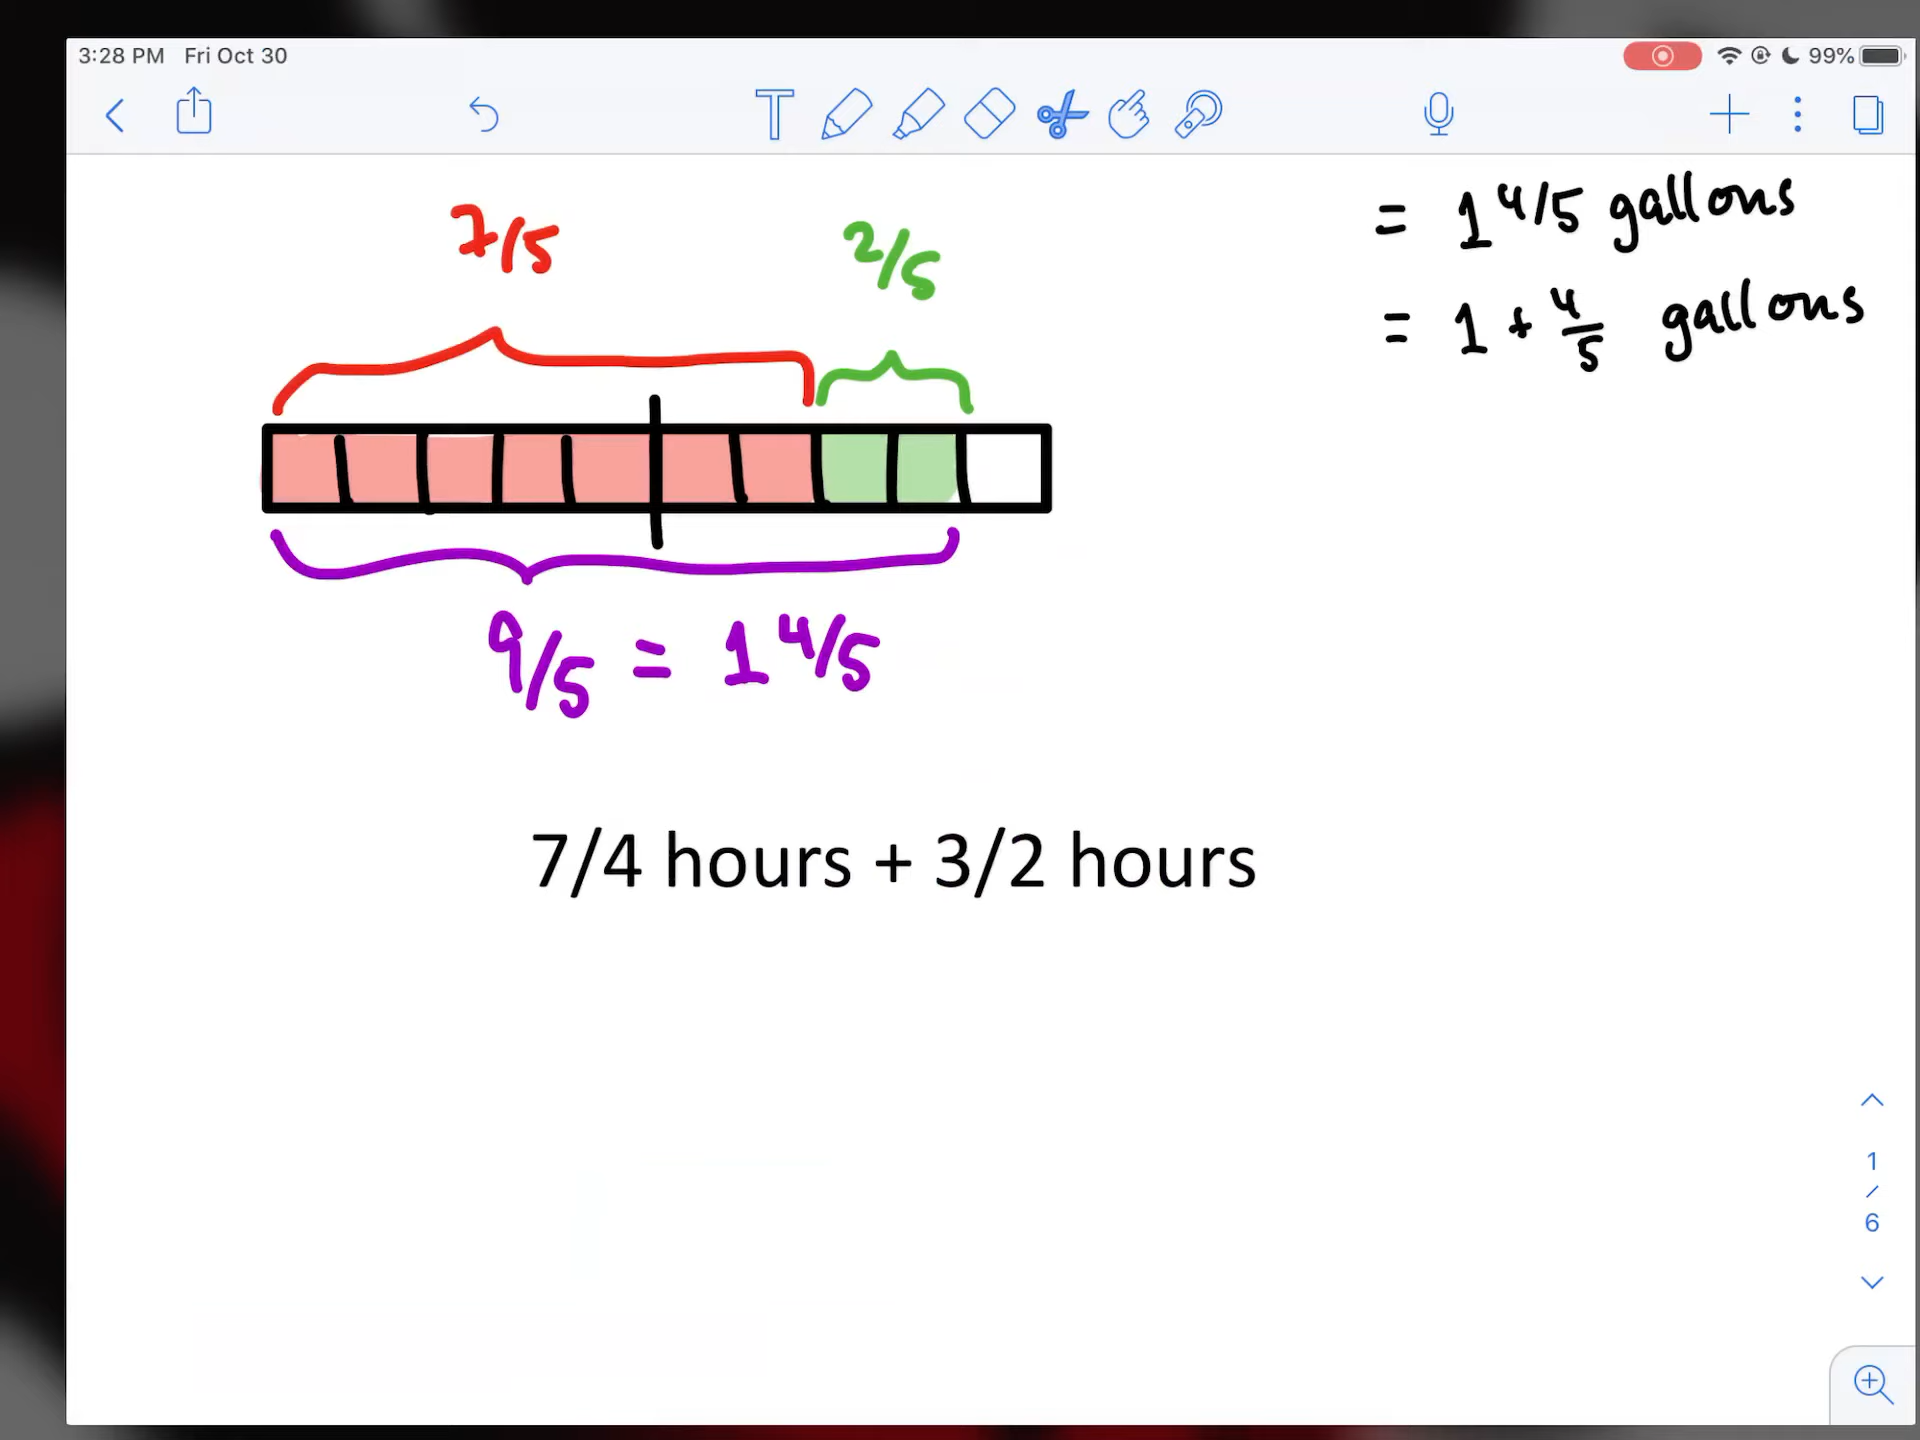 3:28 PM Fri Oct 30
99%
T
= 1 4/5 gallons
= 1 + 4/5 gallons
7/5
2/5
9/5 = 1 4/5
7/4 hours + 3/2 hours
1
/
6